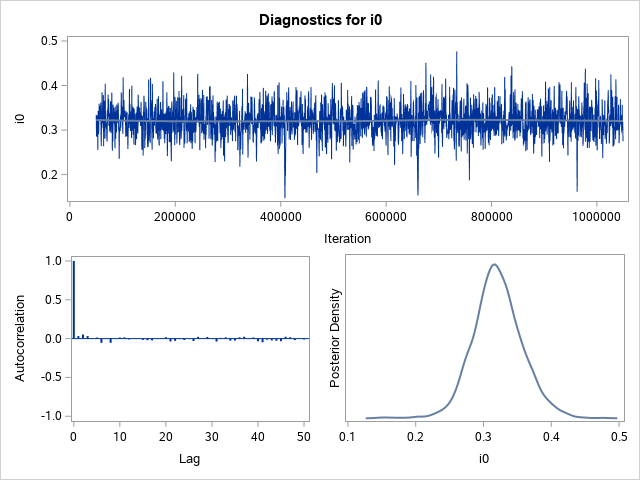 Diagnostics for i0
0.5
0.4
0.3
0.2
i0
0 200000 400000 600000 800000 1000000
Iteration
1.0
0.5
0.0
-0.5
-1.0
Autocorrelation
0 10 20 30 40 50
Lag
Posterior Density
0.1 0.2 0.3 0.4 0.5
i0